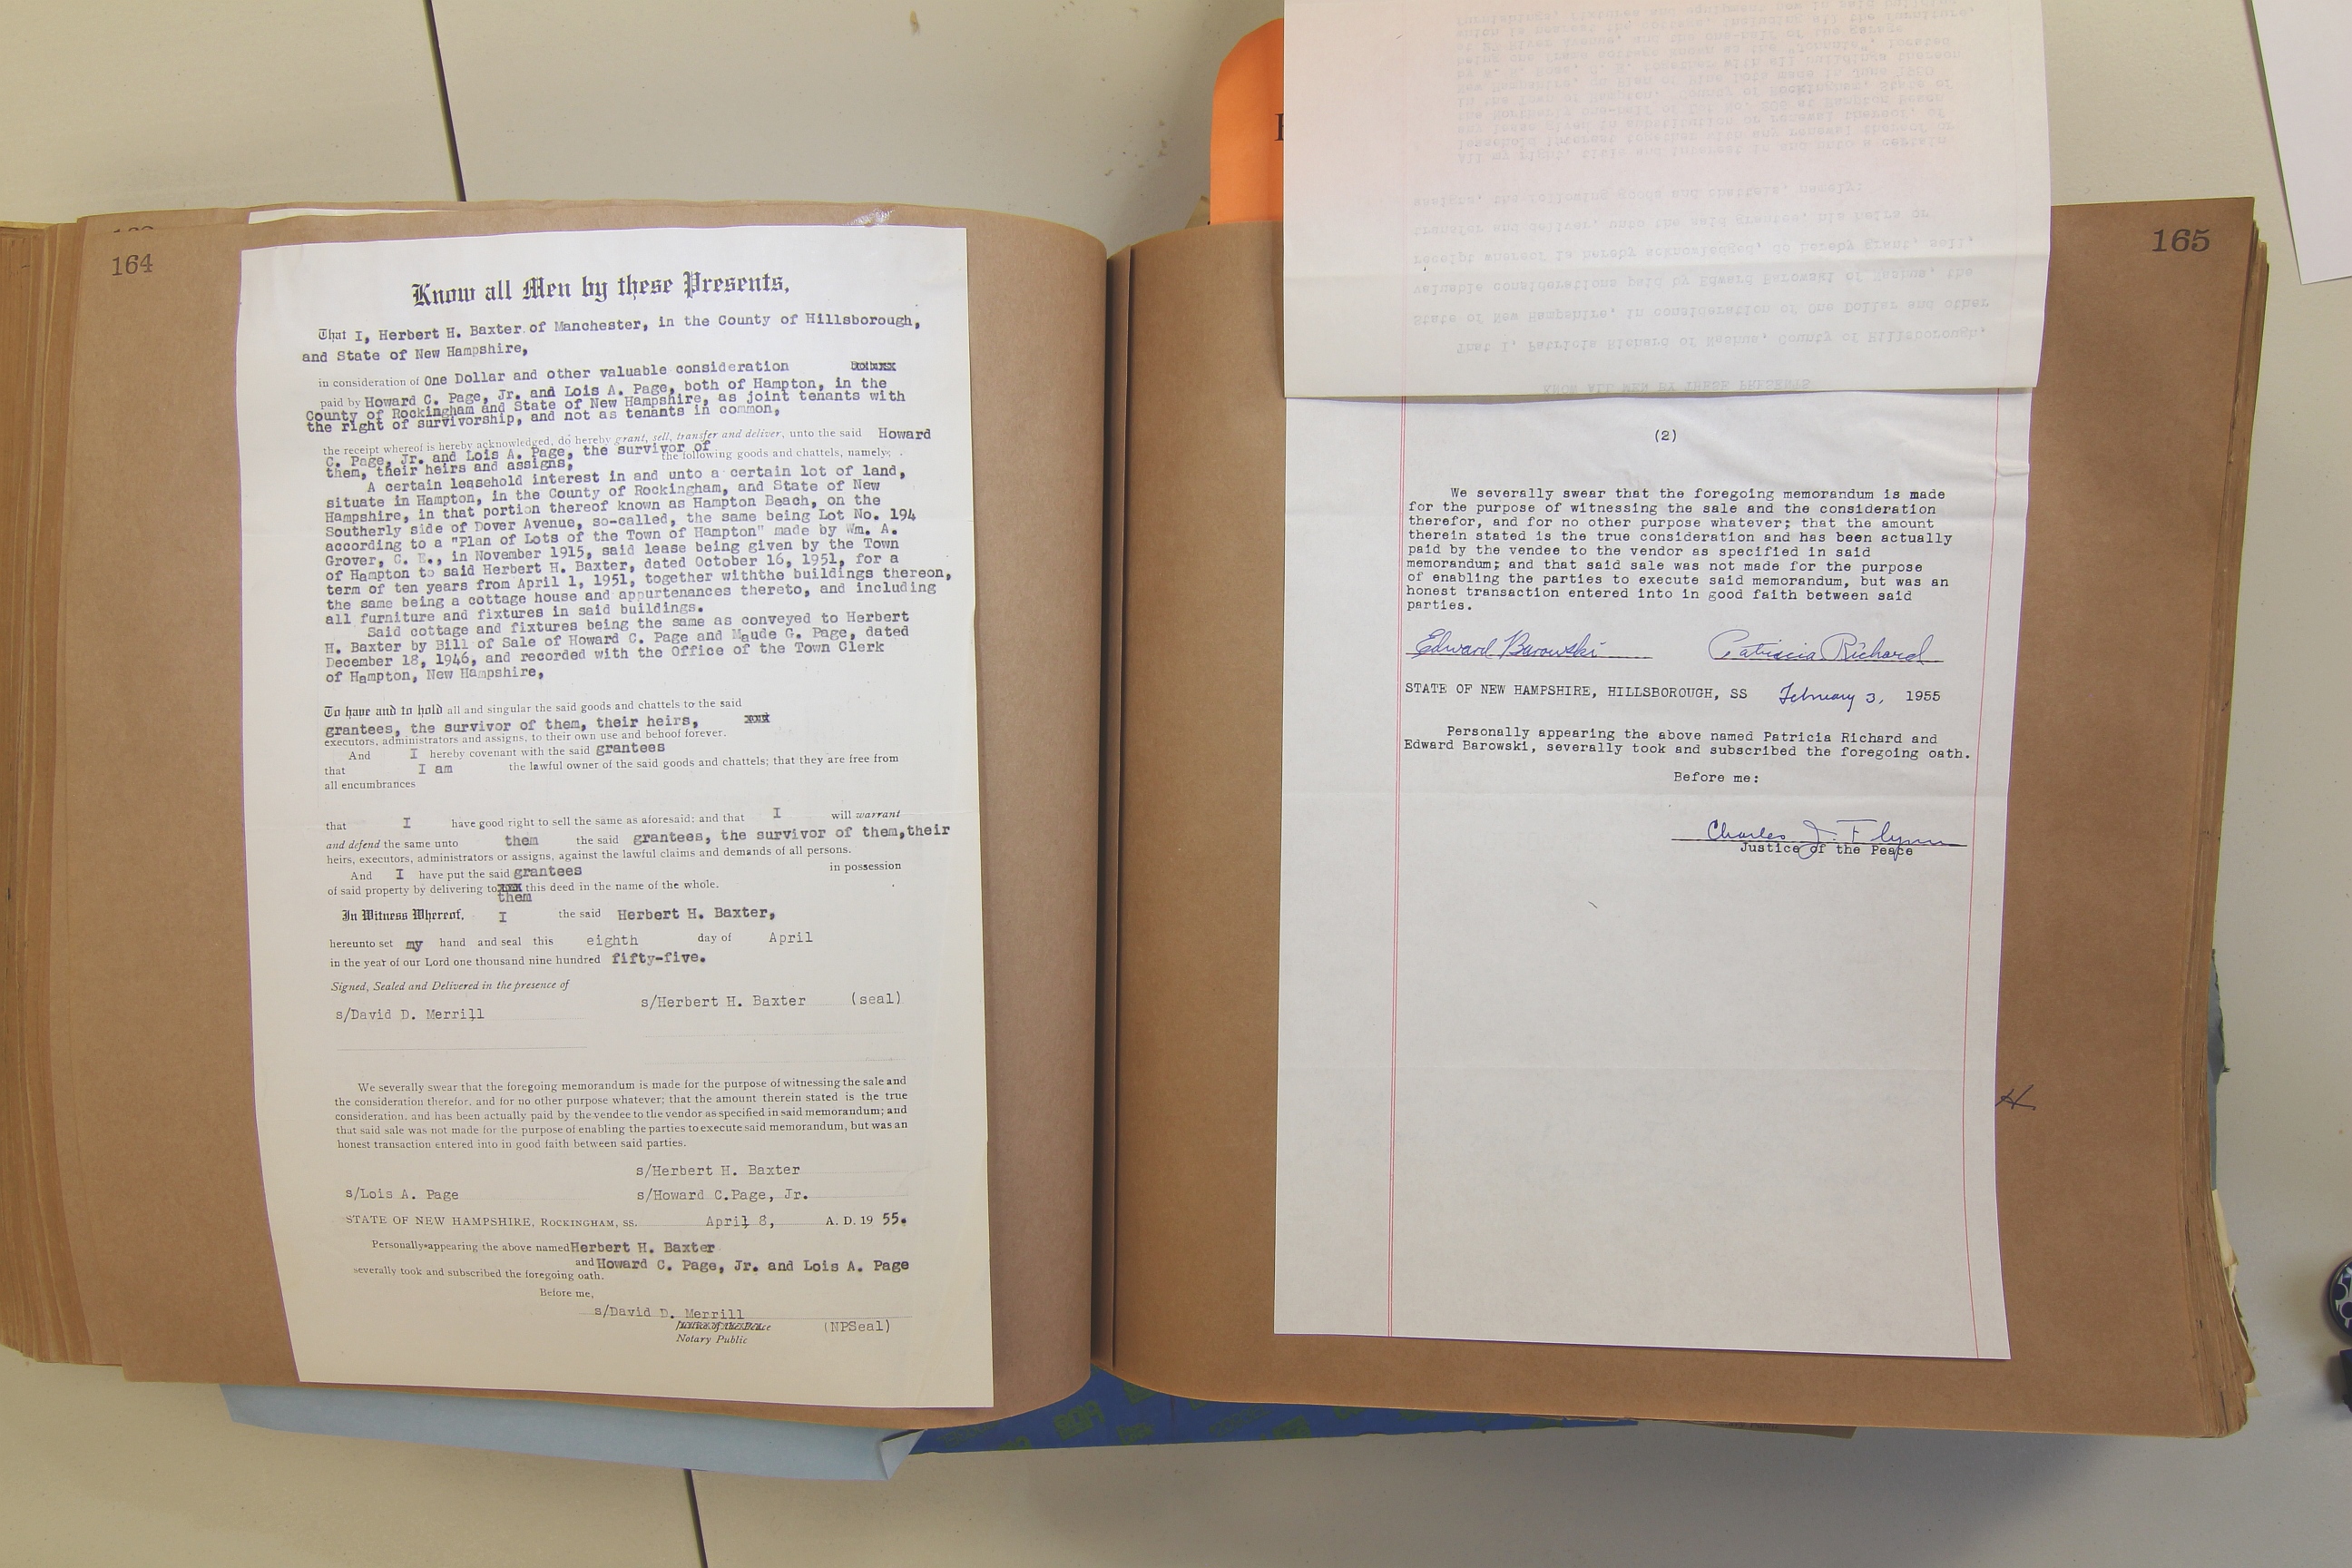 164
Know all Men by these Presents,
That I, Herbert H. Baxter of Manchester, in the County of Hillsborough,
and State of New Hampshire,
in consideration of One Dollar and other valuable consideration
paid by Howard C. Page, Jr. and Lois A. Page, both of Hampton, in the
County of Rockingham and State of New Hampshire, as joint tenants with
the right of survivorship, and not as tenants in common,
the receipt whereof is hereby acknowledged, do hereby grant, sell, transfer and deliver, unto the said Howard
C. Page, Jr. and Lois A. Page, the survivor of
them, their heirs and assigns, the following goods and chattels, namely:
A certain leasehold interest in and unto a certain lot of land,
situate in Hampton, in the County of Rockingham, and State of New
Hampshire, in that portion thereof known as Hampton Beach, on the
Southerly side of Dover Avenue, so-called, the same being Lot No. 194
according to a "Plan of Lots of the Town of Hampton" made by Wm. A.
Grover, C. E., in November 1915, said lease being given by the Town
of Hampton to said Herbert H. Baxter, dated October 16, 1951, for a
term of ten years from April 1, 1951, together withthe buildings thereon,
the same being a cottage house and appurtenances thereto, and including
all furniture and fixtures in said buildings.
Said cottage and fixtures being the same as conveyed to Herbert
H. Baxter by Bill of Sale of Howard C. Page and Maude G. Page, dated
December 18, 1946, and recorded with the Office of the Town Clerk
of Hampton, New Hampshire,
To have and to hold all and singular the said goods and chattels to the said
grantees, the survivor of them, their heirs,
executors, administrators and assigns, to their own use and behoof forever.
And I hereby covenant with the said grantees
that I am the lawful owner of the said goods and chattels; that they are free from
all encumbrances
that I have good right to sell the same as aforesaid; and that I will warrant
and defend the same unto them the said grantees, the survivor of them,their
heirs, executors, administrators or assigns, against the lawful claims and demands of all persons.
And I have put the said grantees in possession
of said property by delivering to this deed in the name of the whole.
them
In Witness Whereof, I the said Herbert H. Baxter,
hereunto set my hand and seal this eighth day of April
in the year of our Lord one thousand nine hundred fifty-five.
Signed, Sealed and Delivered in the presence of
s/Herbert H. Baxter (seal)
s/David D. Merrill
We severally swear that the foregoing memorandum is made for the purpose of witnessing the sale and
the consideration therefor, and for no other purpose whatever; that the amount therein stated is the true
consideration, and has been actually paid by the vendee to the vendor as specified in said memorandum; and
that said sale was not made for the purpose of enabling the parties to execute said memorandum, but was an
honest transaction entered into in good faith between said parties.
s/Herbert H. Baxter
s/Lois A. Page s/Howard C.Page, Jr.
STATE OF NEW HAMPSHIRE, ROCKINGHAM, SS. April 8, A. D. 19 55.
Personally appearing the above named Herbert H. Baxter
and Howard C. Page, Jr. and Lois A. Page
severally took and subscribed the foregoing oath.
Before me,
s/David D. Merrill
(NPSeal)
Notary Public
165
(2)
We severally swear that the foregoing memorandum is made
for the purpose of witnessing the sale and the consideration
therefor, and for no other purpose whatever; that the amount
therein stated is the true consideration and has been actually
paid by the vendee to the vendor as specified in said
memorandum; and that said sale was not made for the purpose
of enabling the parties to execute said memorandum, but was an
honest transaction entered into in good faith between said
parties.
Edward Barowski Patricia Richard
STATE OF NEW HAMPSHIRE, HILLSBOROUGH, SS February 3, 1955
Personally appearing the above named Patricia Richard and
Edward Barowski, severally took and subscribed the foregoing oath.
Before me:
Charles J. Flynn
Justice of the Peace
H